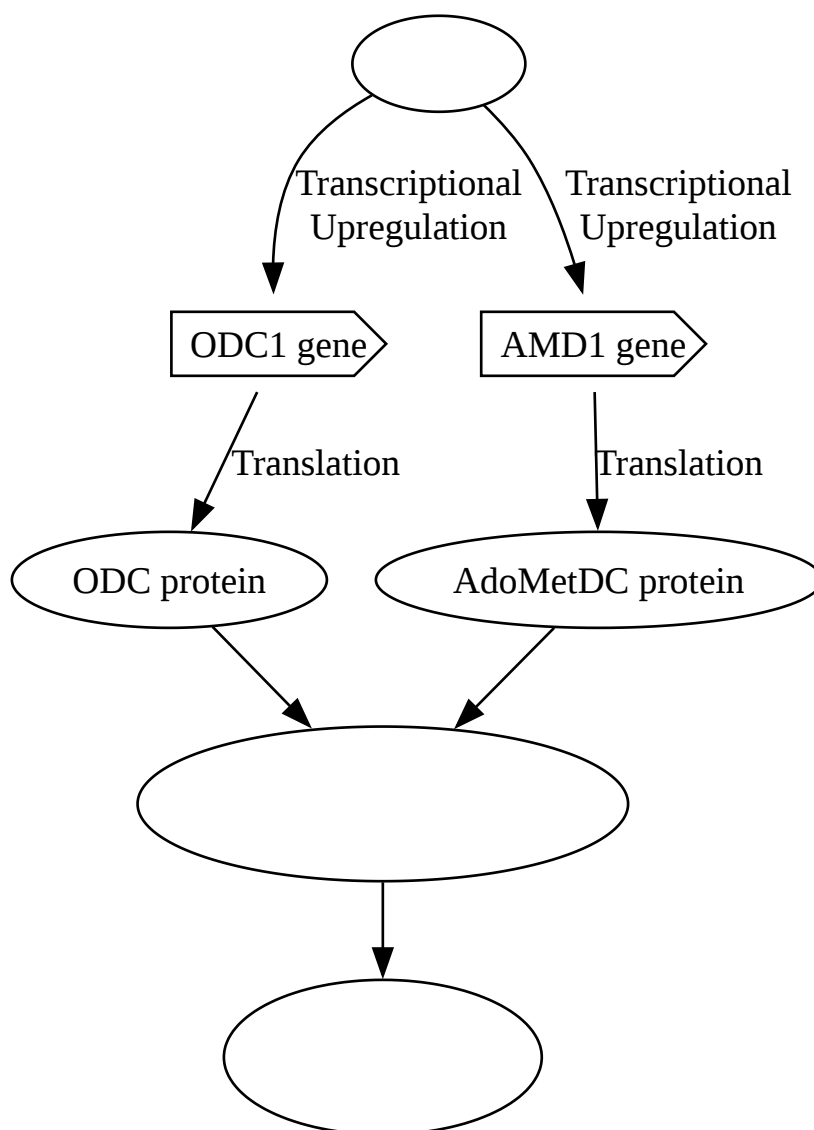 Transcriptional
Upregulation
Transcriptional
Upregulation
ODC1 gene
AMD1 gene
Translation
Translation
ODC protein
AdoMetDC protein